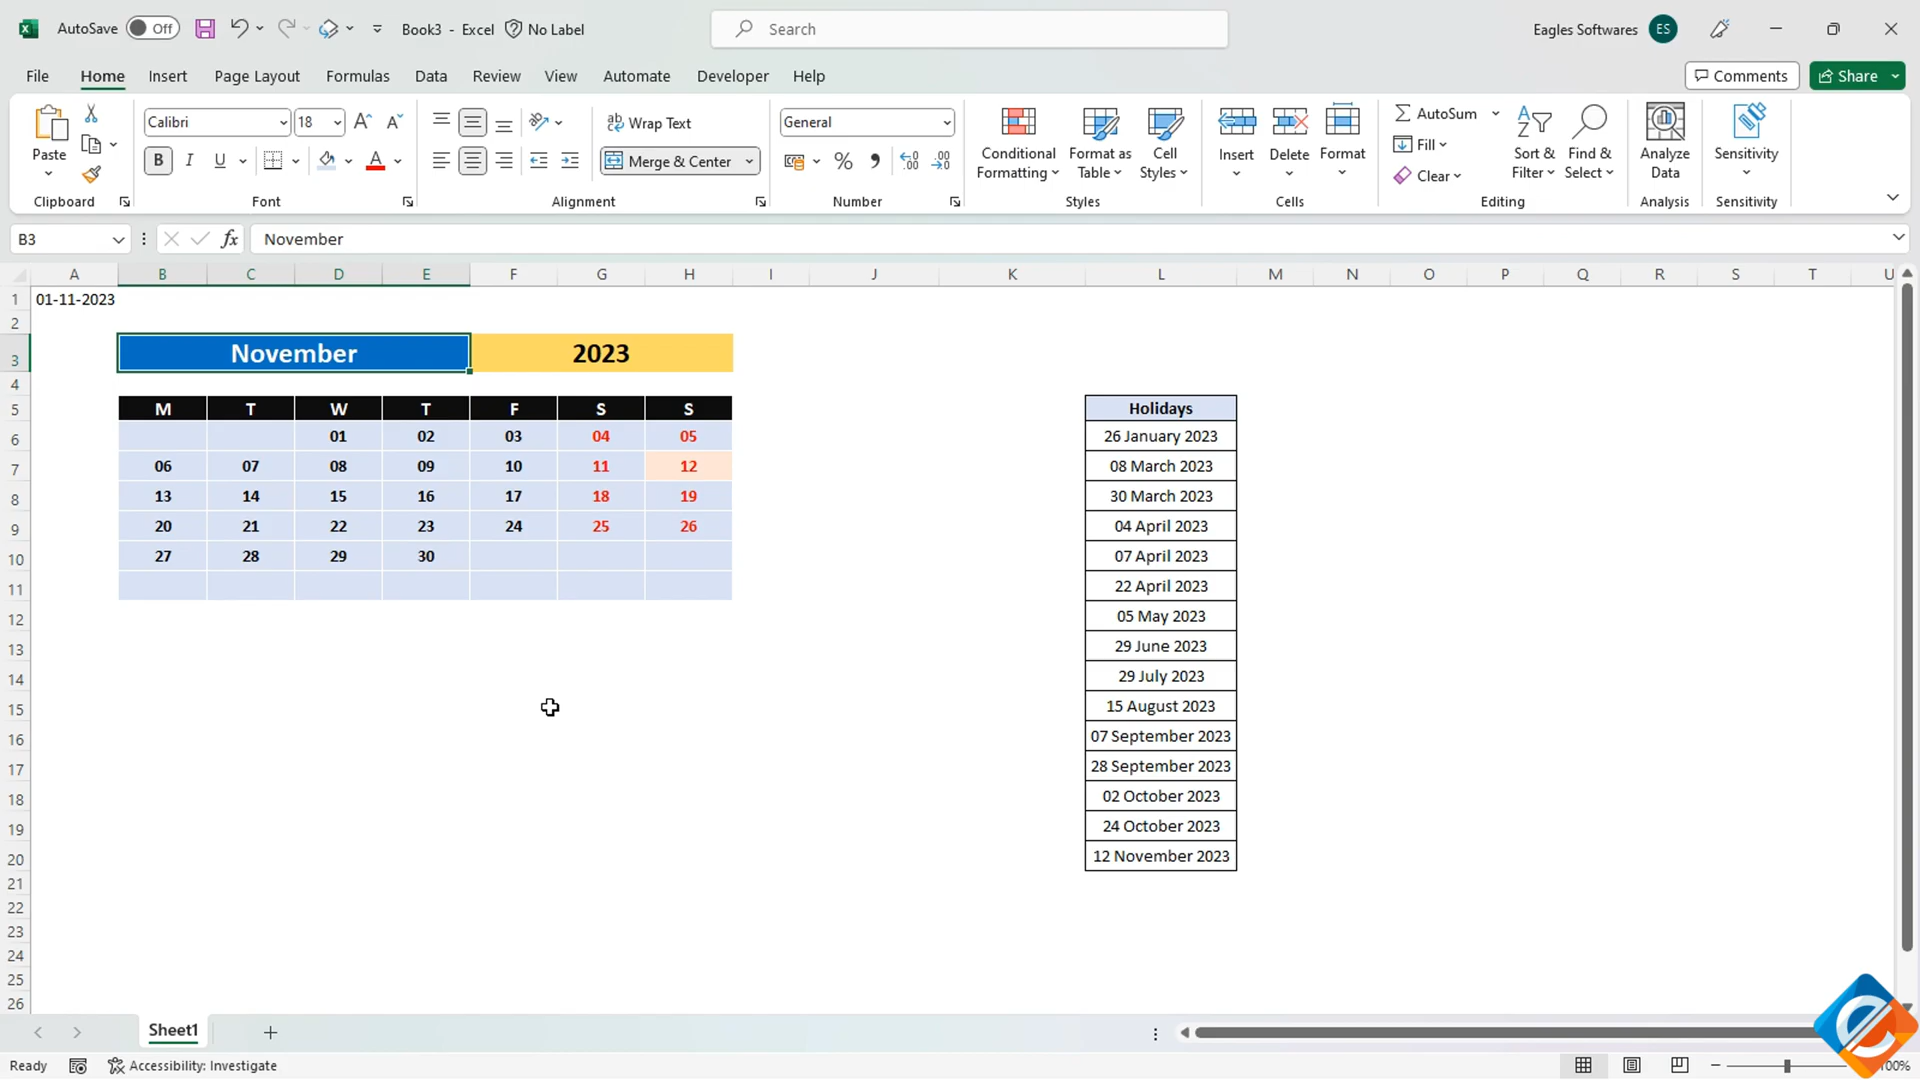 AutoSave Off Book3 - Excel No Label Search Eagles Softwares ES
File Home Insert Page Layout Formulas Data Review View Automate Developer Help Comments Share
Paste
Clipboard
Calibri 18
B I U A
Font
Wrap Text
Merge & Center
Alignment
General
%
Number
Conditional Formatting
Format as Table
Cell Styles
Styles
Insert Delete Format
Cells
AutoSum
Fill
Clear
Sort & Filter
Find & Select
Editing
Analyze Data
Analysis
Sensitivity
Sensitivity
B3 fx November
A B C D E F G H I J K L M N O P Q R S T U
1 01-11-2023
2
3 November 2023
4
5 M T W T F S S Holidays
6 01 02 03 04 05 26 January 2023
7 06 07 08 09 10 11 12 08 March 2023
8 13 14 15 16 17 18 19 30 March 2023
9 20 21 22 23 24 25 26 04 April 2023
10 27 28 29 30 07 April 2023
11 22 April 2023
12 05 May 2023
13 29 June 2023
14 29 July 2023
15 15 August 2023
16 07 September 2023
17 28 September 2023
18 02 October 2023
19 24 October 2023
20 12 November 2023
21
22
23
24
25
26
Sheet1
Ready Accessibility: Investigate